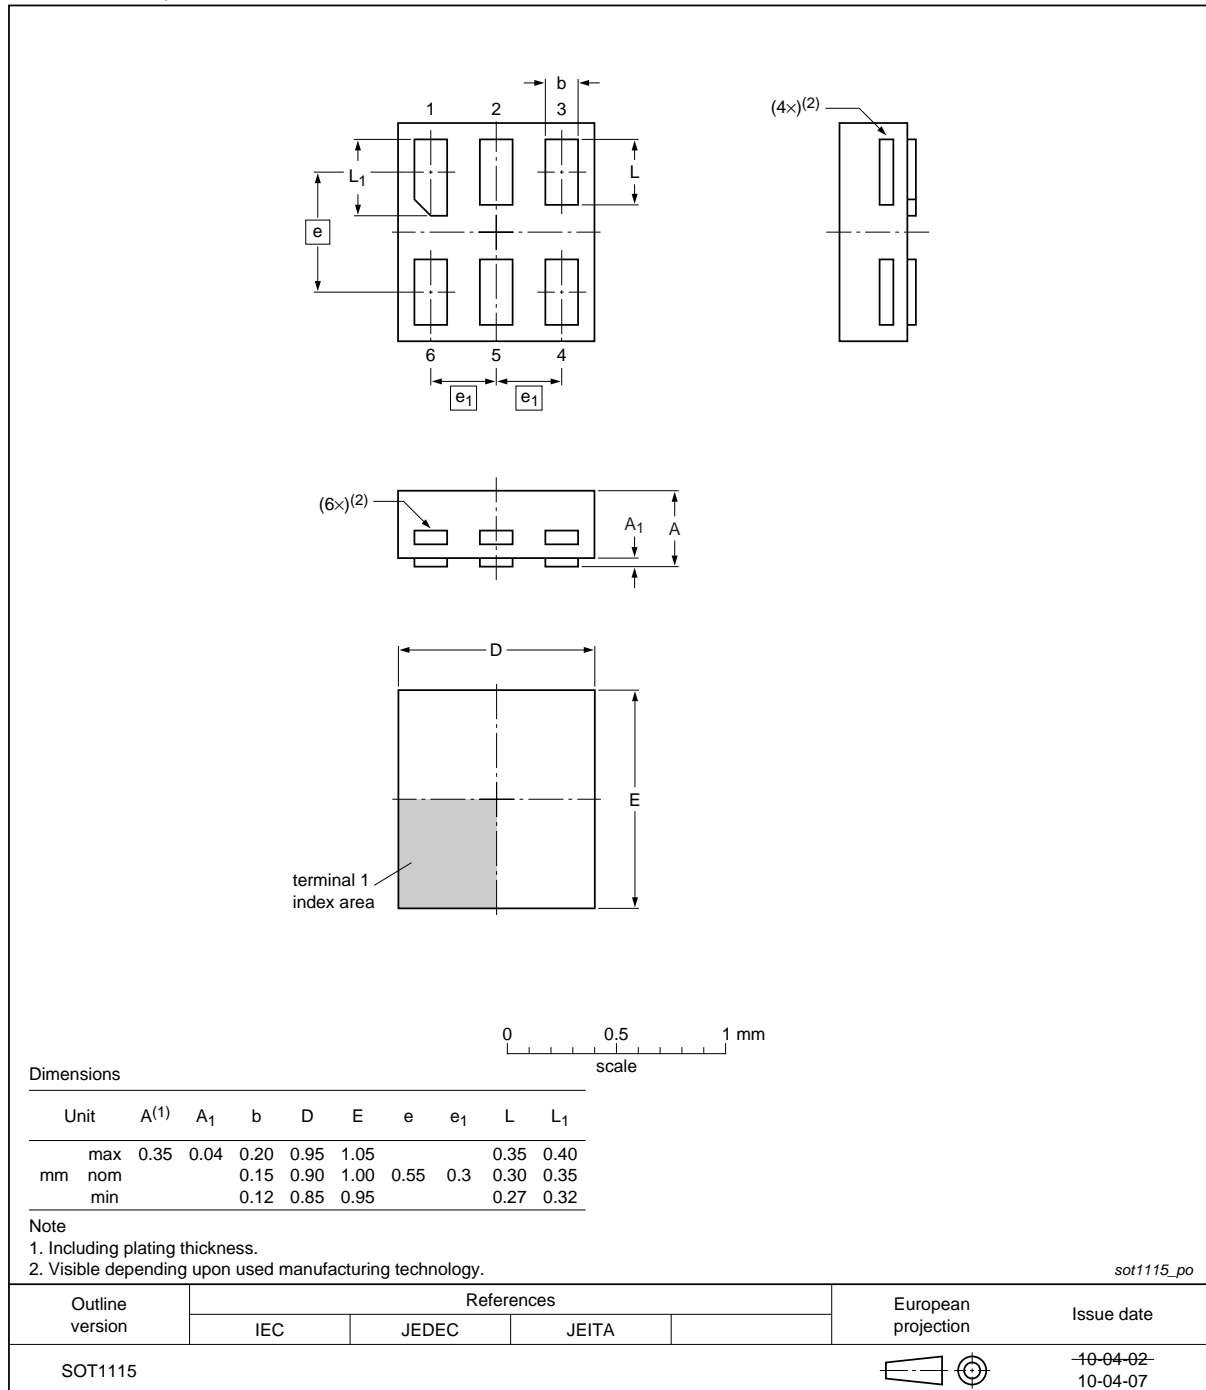 b
1 2 3
(4×)(2)
L1
L
e
6 5 4
e1 e1
(6×)(2)
A1 A
D
E
terminal 1
index area
0 0.5 1 mm
scale
Dimensions
Unit A(1) A1 b D E e e1 L L1
max 0.35 0.04 0.20 0.95 1.05 0.35 0.40
mm nom 0.15 0.90 1.00 0.55 0.3 0.30 0.35
min 0.12 0.85 0.95 0.27 0.32
Note
1. Including plating thickness.
2. Visible depending upon used manufacturing technology.
sot1115_po
Outline
version
References
IEC JEDEC JEITA
European
projection
Issue date
SOT1115
10-04-02
10-04-07